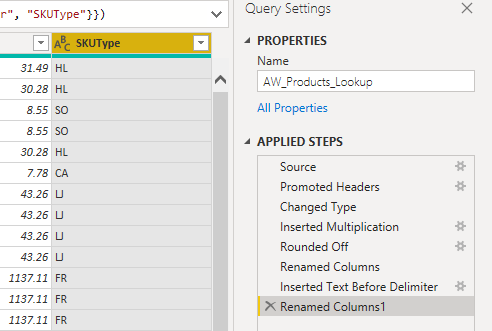 r", "SKUType"}})
ABC SKUType
31.49 HL
30.28 HL
8.55 SO
8.55 SO
30.28 HL
7.78 CA
43.26 LJ
43.26 LJ
43.26 LJ
43.26 LJ
1137.11 FR
1137.11 FR
1137.11 FR
Query Settings
PROPERTIES
Name
AW_Products_Lookup
All Properties
APPLIED STEPS
Source
Promoted Headers
Changed Type
Inserted Multiplication
Rounded Off
Renamed Columns
Inserted Text Before Delimiter
Renamed Columns1